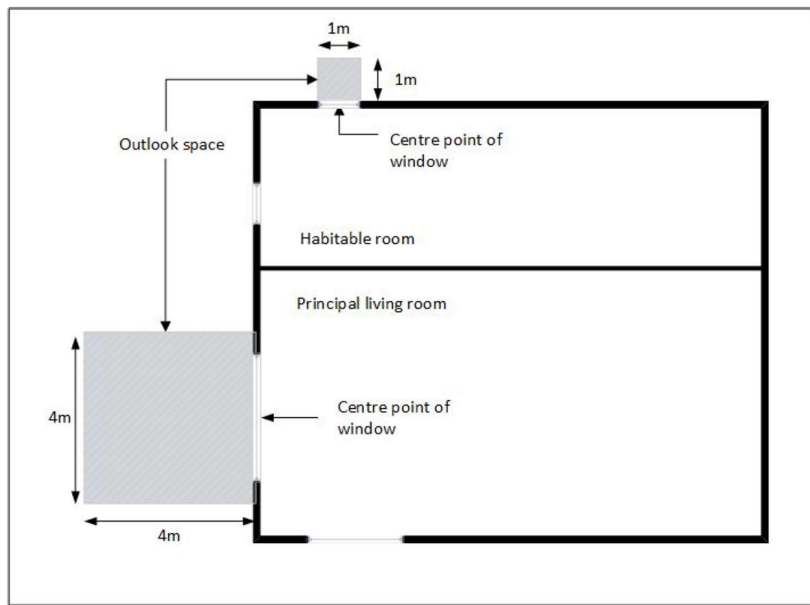 1m
1m
Centre point of
window
Outlook space
Habitable room
Principal living room
Centre point of
window
4m
4m